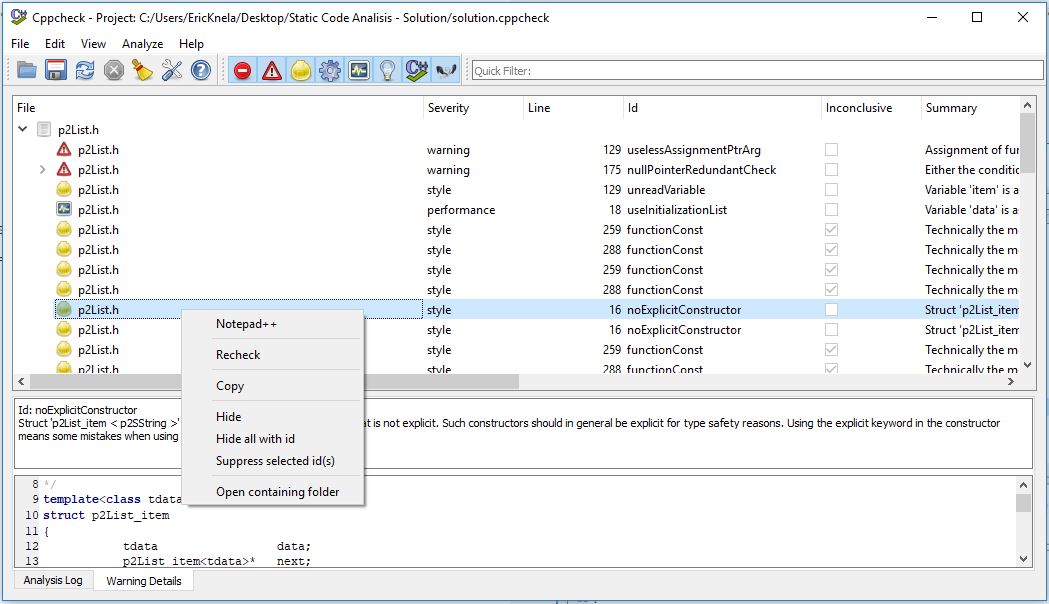 Cppcheck - Project: C:/Users/EricKnela/Desktop/Static Code Analisis - Solution/solution.cppcheck
File Edit View Analyze Help
Quick Filter:
File Severity Line Id Inconclusive Summary
p2List.h
p2List.h warning 129 uselessAssignmentPtrArg Assignment of fur
p2List.h warning 175 nullPointerRedundantCheck Either the conditic
p2List.h style 129 unreadVariable Variable 'item' is a
p2List.h performance 18 useInitializationList Variable 'data' is a
p2List.h style 259 functionConst Technically the m
p2List.h style 288 functionConst Technically the m
p2List.h style 259 functionConst Technically the m
p2List.h style 288 functionConst Technically the m
p2List.h style 16 noExplicitConstructor Struct 'p2List_item
p2List.h style 16 noExplicitConstructor Struct 'p2List_item
p2List.h style 259 functionConst Technically the m
p2List.h style 288 functionConst Technically the m
Notepad++
Recheck
Copy
Hide
Hide all with id
Suppress selected id(s)
Open containing folder
Id: noExplicitConstructor
Struct 'p2List_item < p2SString >' at is not explicit. Such constructors should in general be explicit for type safety reasons. Using the explicit keyword in the constructor
means some mistakes when using
8 */
9 template<class tdata
10 struct p2List_item
11 {
12 tdata data;
13 p2List_item<tdata>* next;
Analysis Log Warning Details